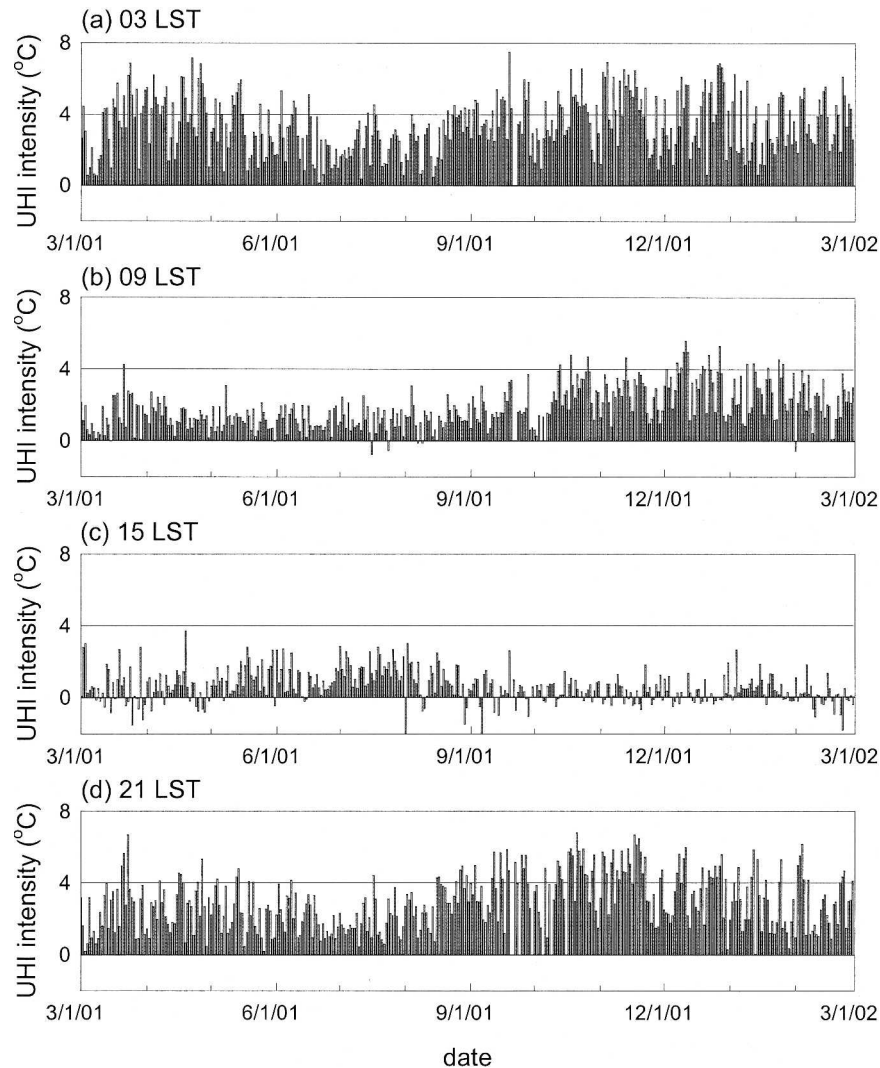 (a) 03 LST
UHI intensity (°C)
8
4
0
3/1/01 6/1/01 9/1/01 12/1/01 3/1/02
(b) 09 LST
UHI intensity (°C)
8
4
0
3/1/01 6/1/01 9/1/01 12/1/01 3/1/02
(c) 15 LST
UHI intensity (°C)
8
4
0
3/1/01 6/1/01 9/1/01 12/1/01 3/1/02
(d) 21 LST
UHI intensity (°C)
8
4
0
3/1/01 6/1/01 9/1/01 12/1/01 3/1/02
date